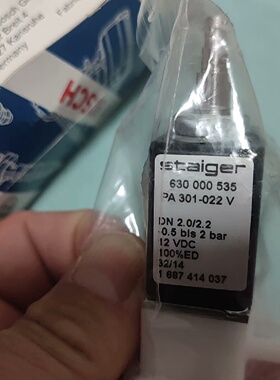 BOSCH
staiger
630 000 535
PA 301-022 V
DN 2.0/2.2
-0.5 bis 2 bar
12 VDC
100%ED
32/14
1 687 414 037